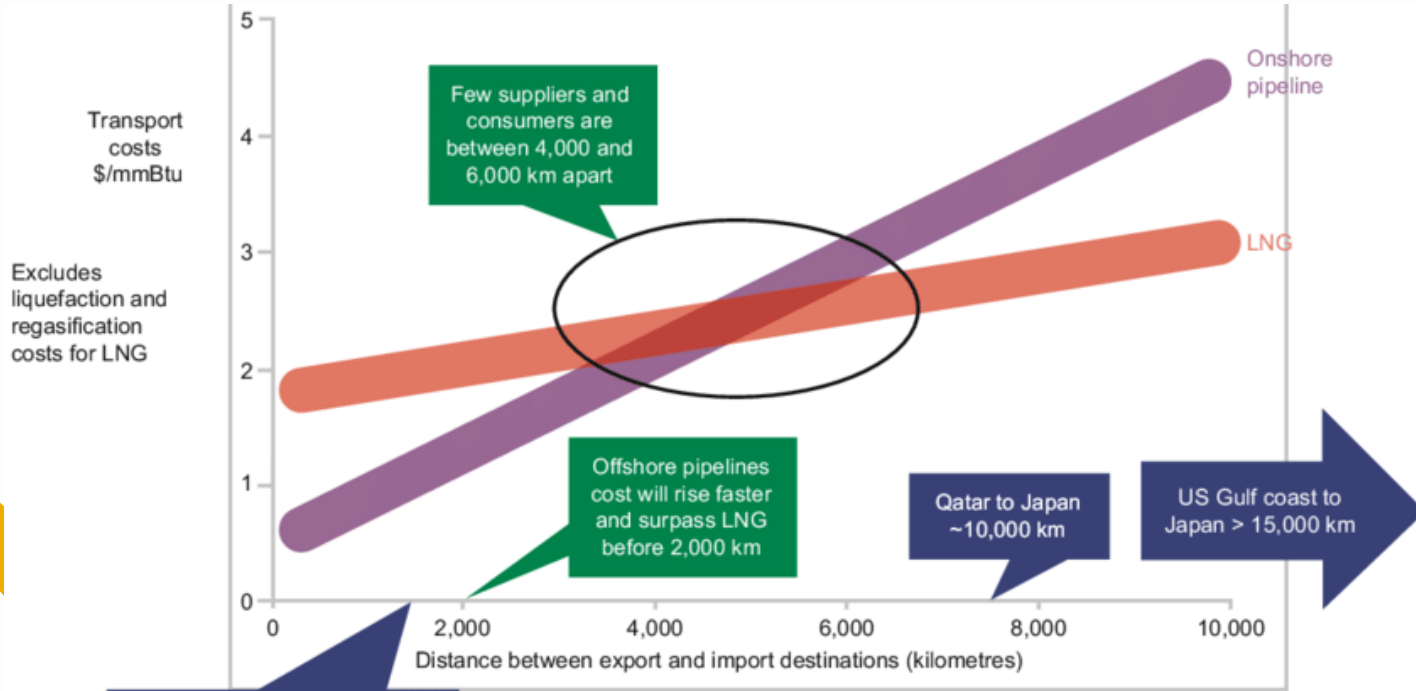 5
4
3
2
1
0
Transport
costs
$/mmBtu
Excludes
liquefaction and
regasification
costs for LNG
Few suppliers and
consumers are
between 4,000 and
6,000 km apart
Onshore
pipeline
LNG
Offshore pipelines
cost will rise faster
and surpass LNG
before 2,000 km
Qatar to Japan
~10,000 km
US Gulf coast to
Japan > 15,000 km
0 2,000 4,000 6,000 8,000 10,000
Distance between export and import destinations (kilometres)